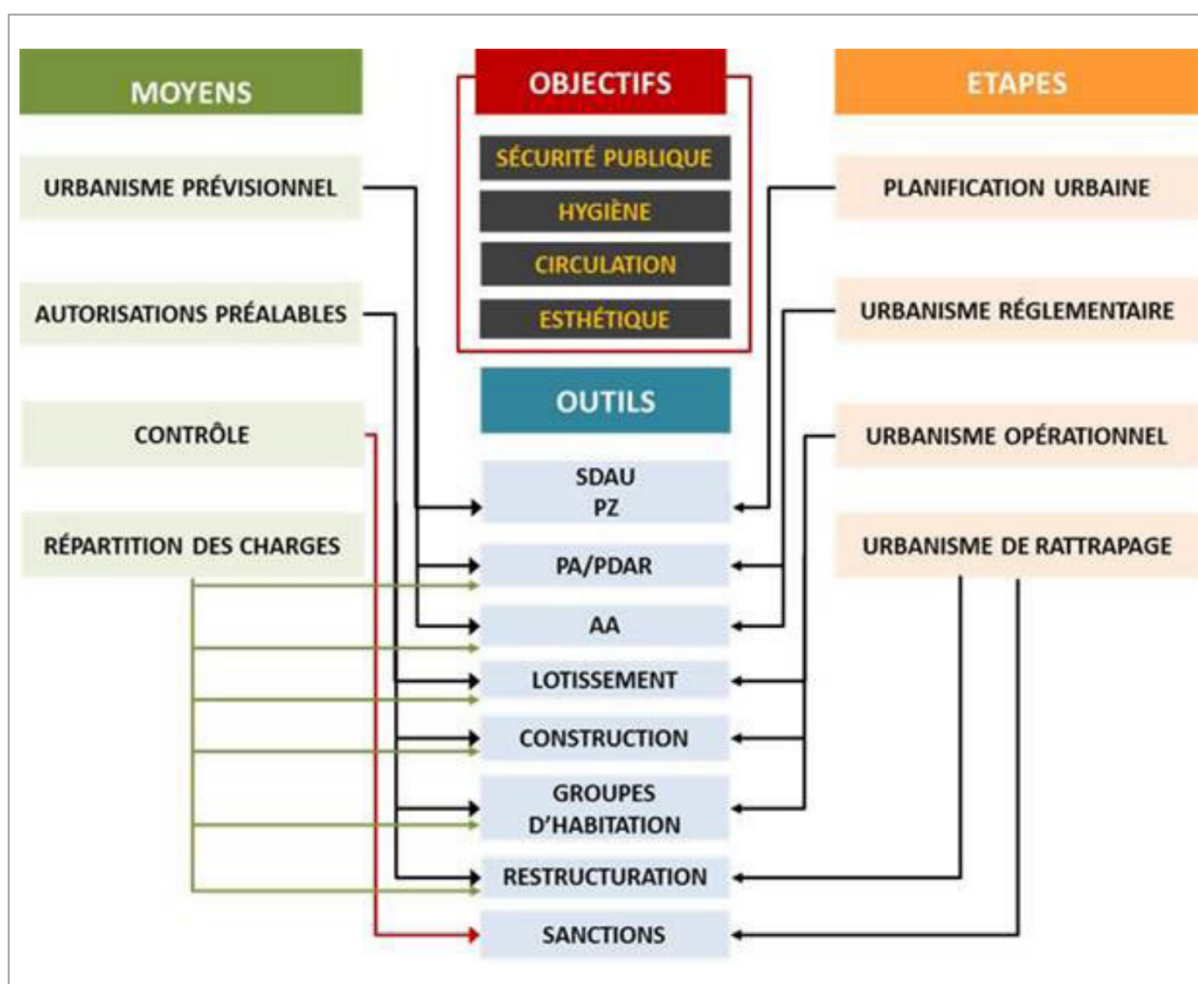 MOYENS
URBANISME PRÉVISIONNEL
AUTORISATIONS PRÉALABLES
CONTRÔLE
RÉPARTITION DES CHARGES
OBJECTIFS
SÉCURITÉ PUBLIQUE
HYGIÈNE
CIRCULATION
ESTHÉTIQUE
OUTILS
SDAU
PZ
PA/PDAR
AA
LOTISSEMENT
CONSTRUCTION
GROUPES
D'HABITATION
RESTRUCTURATION
SANCTIONS
ETAPES
PLANIFICATION URBAINE
URBANISME RÉGLEMENTAIRE
URBANISME OPÉRATIONNEL
URBANISME DE RATTRAPAGE